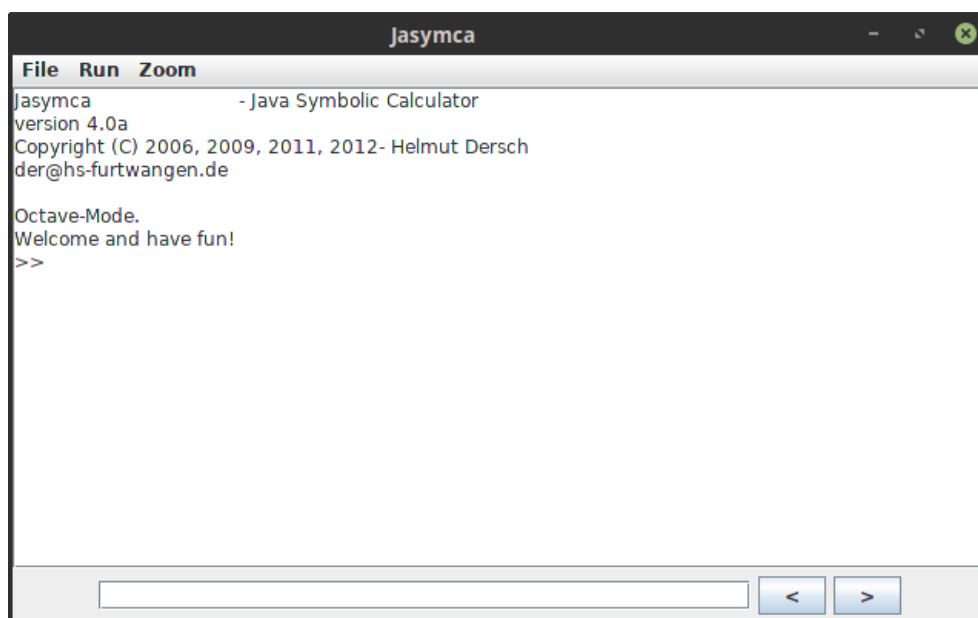 Jasymca
File Run Zoom
Jasymca - Java Symbolic Calculator
version 4.0a
Copyright (C) 2006, 2009, 2011, 2012- Helmut Dersch
der@hs-furtwangen.de
Octave-Mode.
Welcome and have fun!
>>
< >